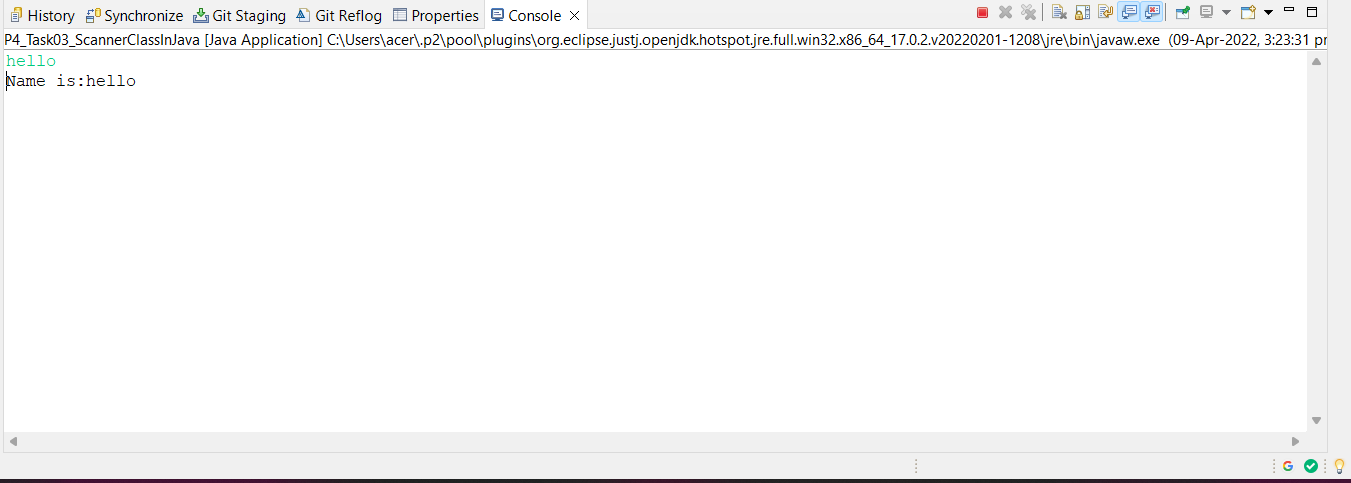 History Synchronize Git Staging Git Reflog Properties Console
P4_Task03_ScannerClassInJava [Java Application] C:\Users\acer\.p2\pool\plugins\org.eclipse.justj.openjdk.hotspot.jre.full.win32.x86_64_17.0.2.v20220201-1208\jre\bin\javaw.exe (09-Apr-2022, 3:23:31 pr
hello
Name is:hello